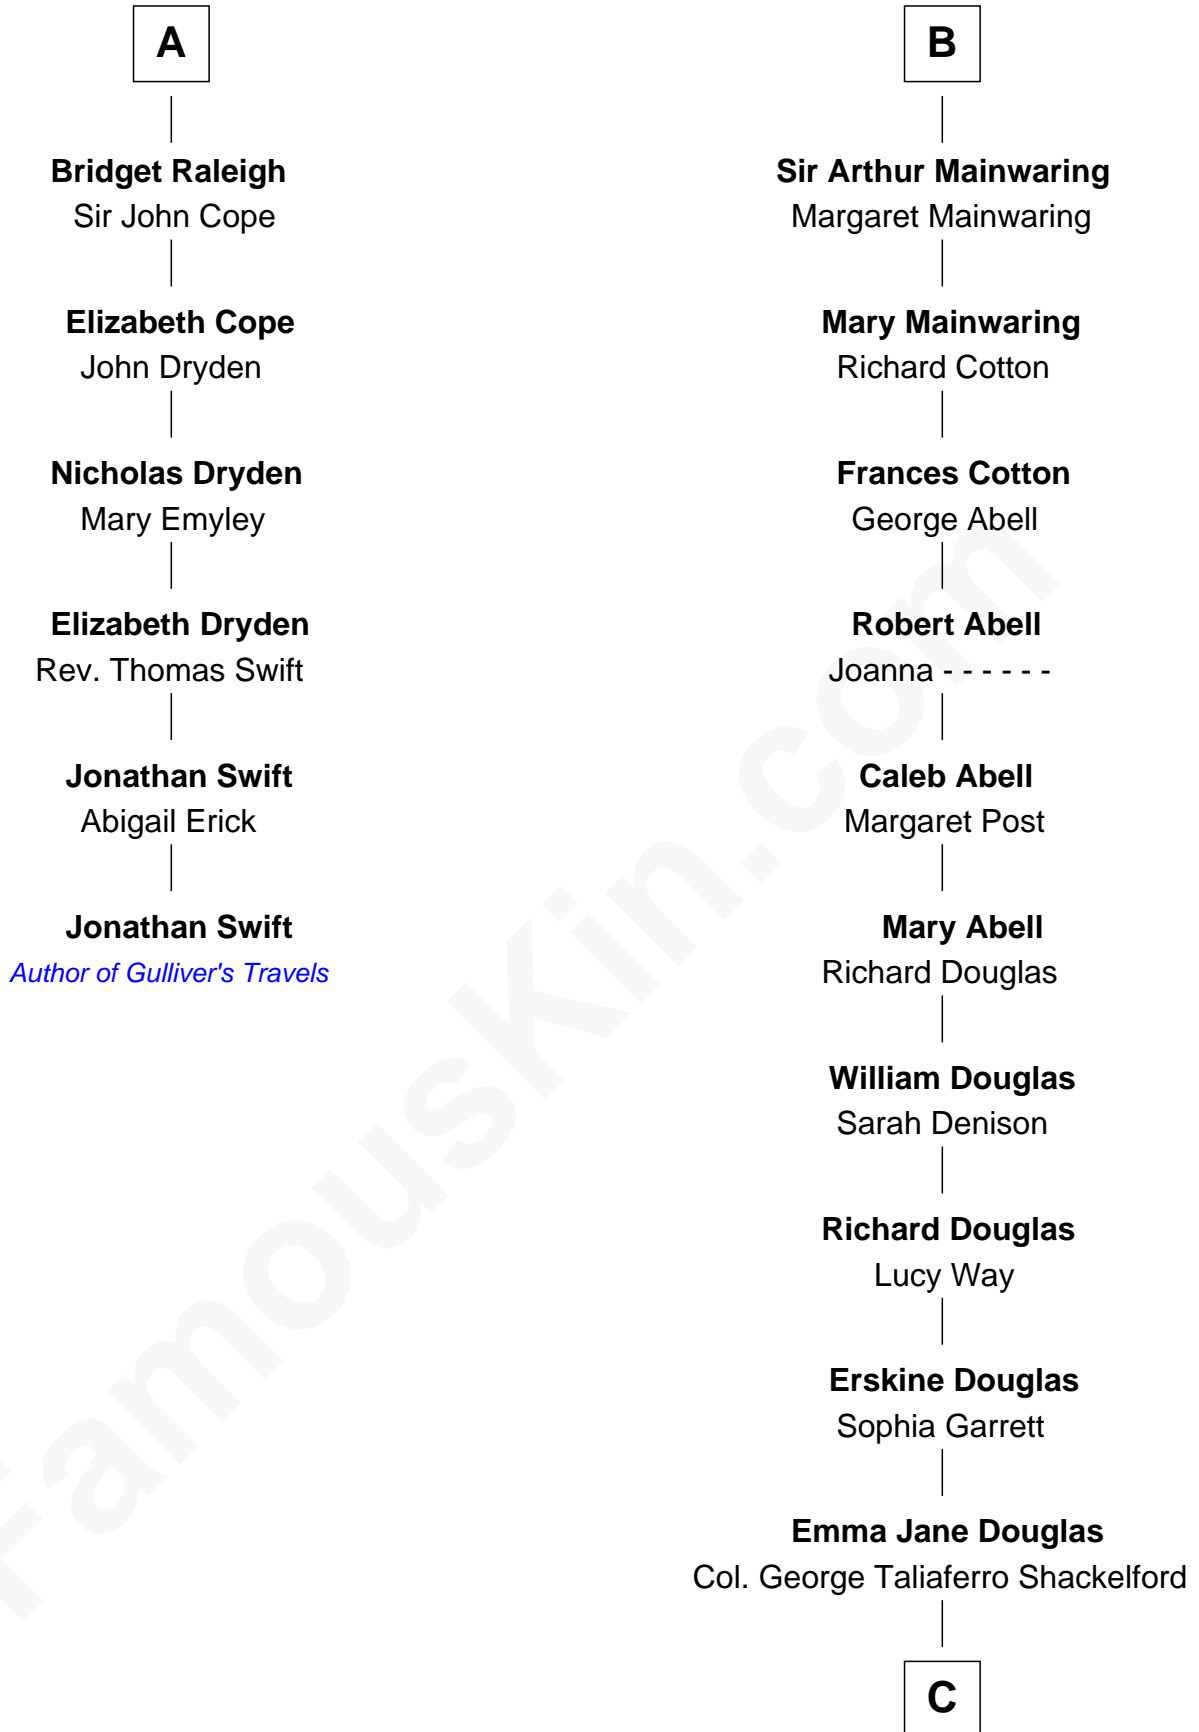 A
Bridget Raleigh
Sir John Cope
Elizabeth Cope
John Dryden
Nicholas Dryden
Mary Emyley
Elizabeth Dryden
Rev. Thomas Swift
Jonathan Swift
Abigail Erick
Jonathan Swift
Author of Gulliver's Travels
B
Sir Arthur Mainwaring
Margaret Mainwaring
Mary Mainwaring
Richard Cotton
Frances Cotton
George Abell
Robert Abell
Joanna - - - - - -
Caleb Abell
Margaret Post
Mary Abell
Richard Douglas
William Douglas
Sarah Denison
Richard Douglas
Lucy Way
Erskine Douglas
Sophia Garrett
Emma Jane Douglas
Col. George Taliaferro Shackelford
C
FamousKin.com